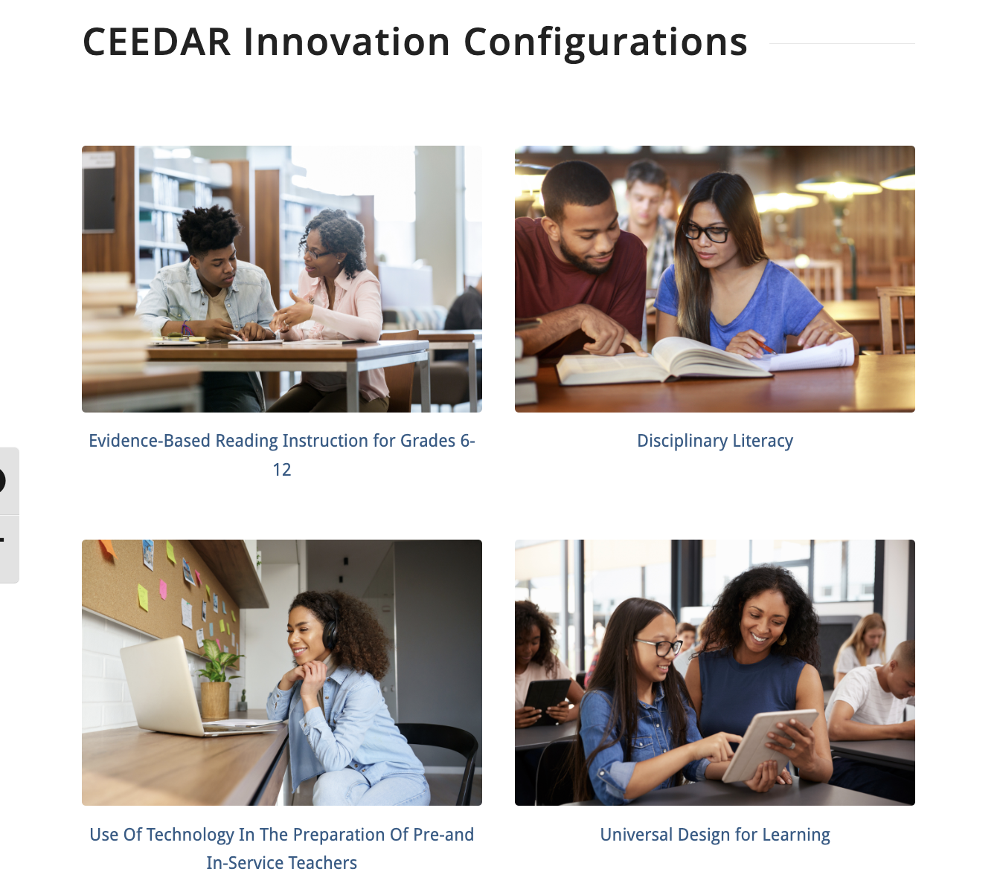 CEEDAR Innovation Configurations
Evidence-Based Reading Instruction for Grades 6-
12
Disciplinary Literacy
Use Of Technology In The Preparation Of Pre-and
In-Service Teachers
Universal Design for Learning